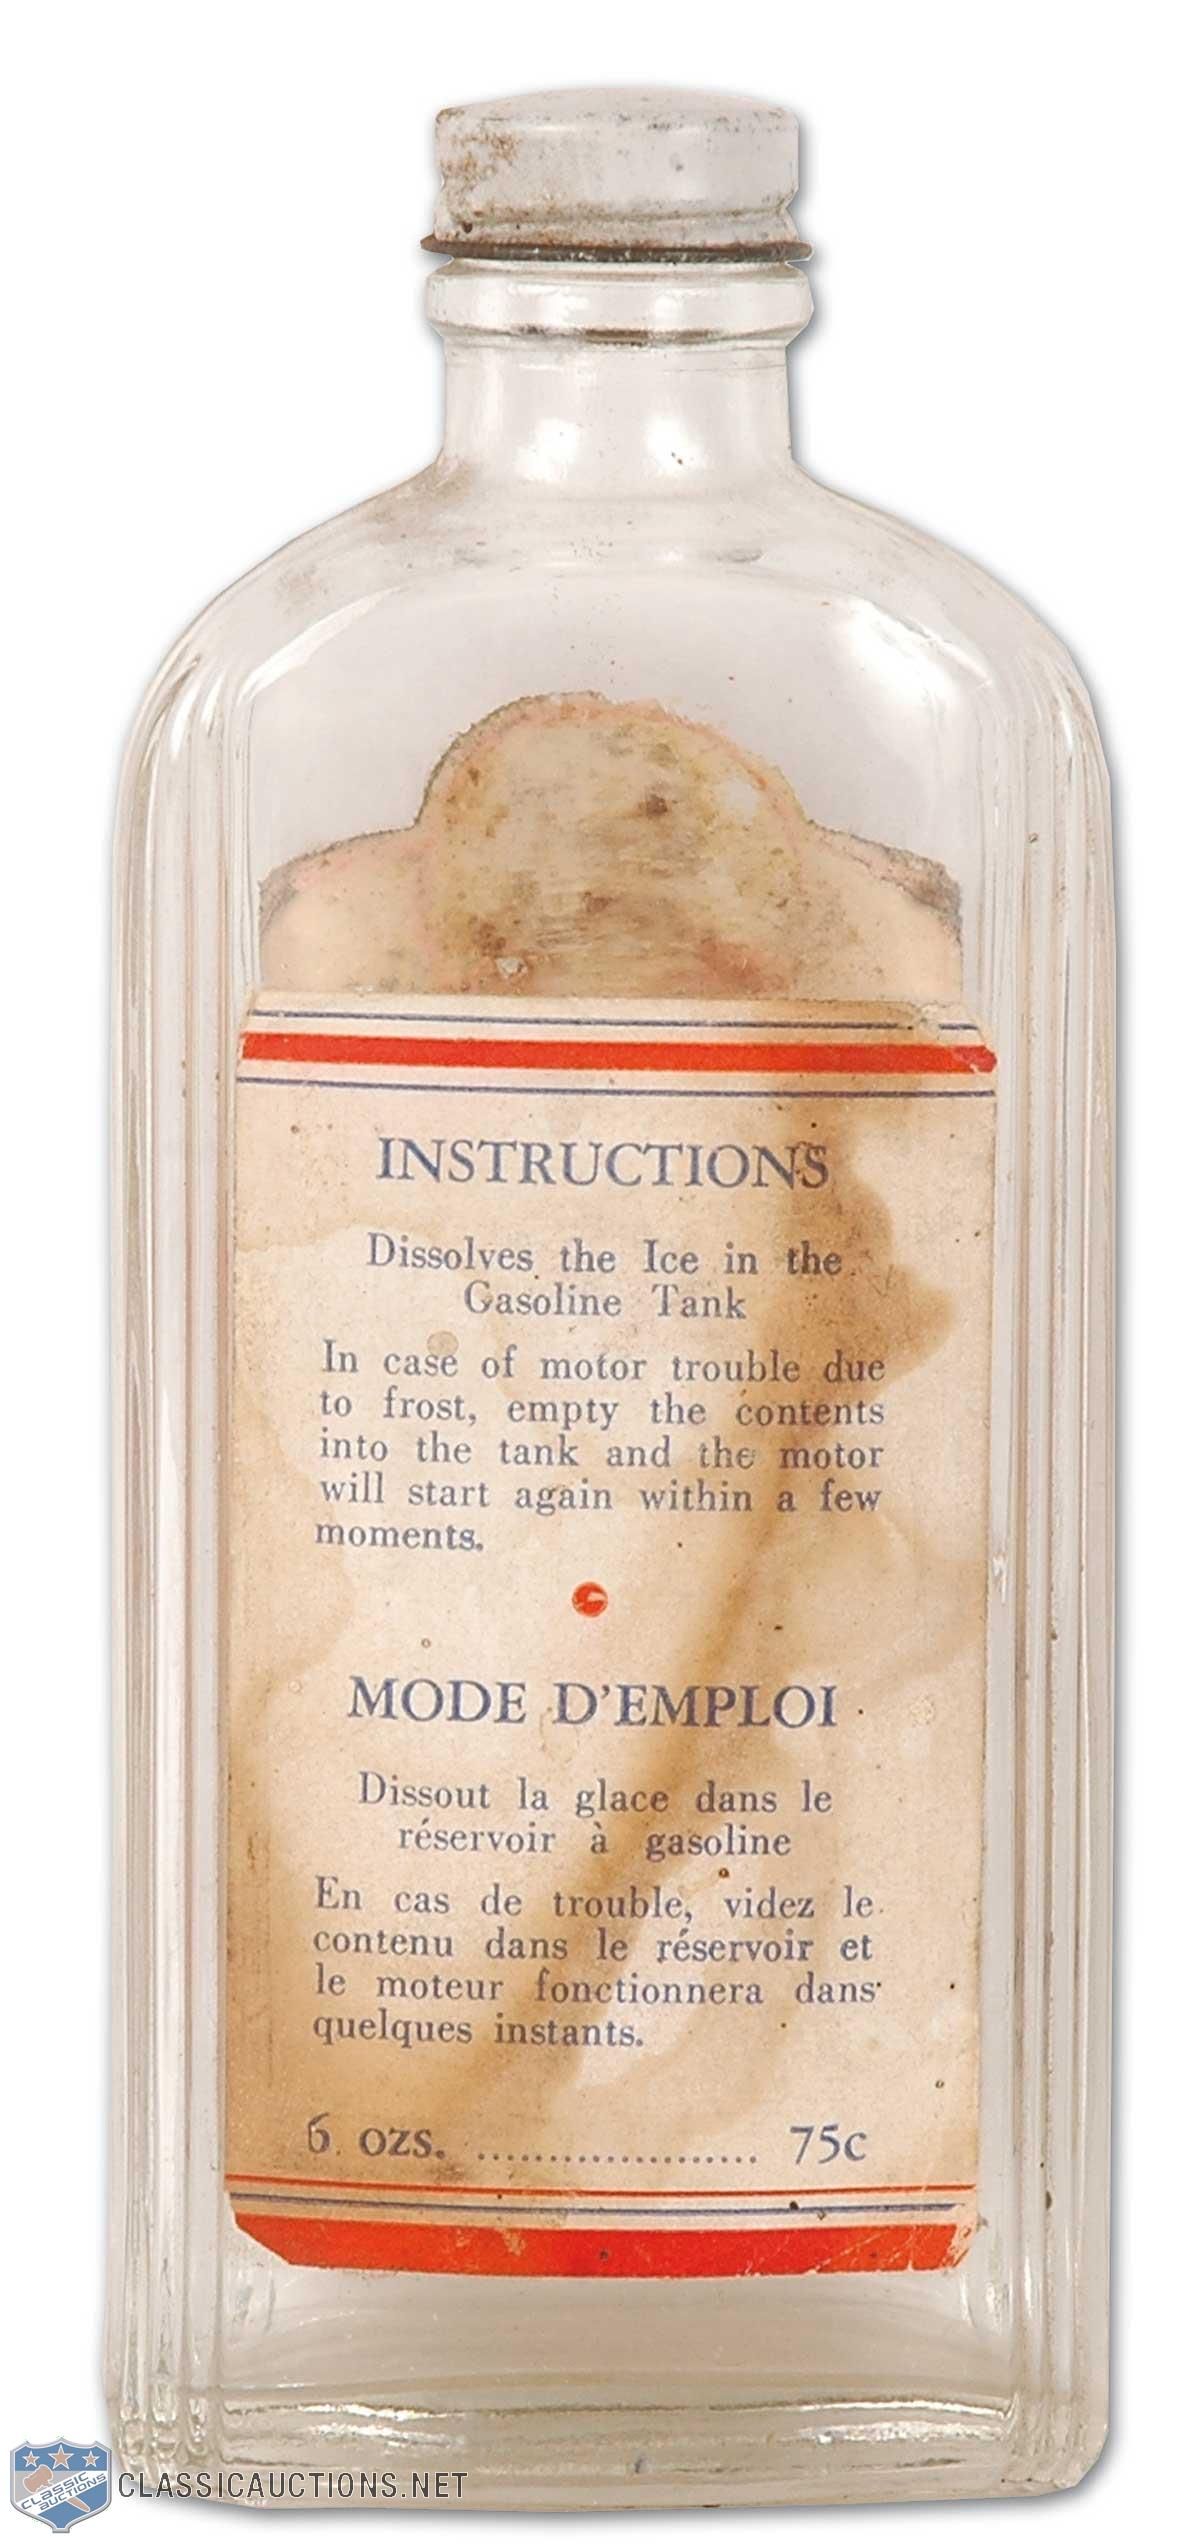 INSTRUCTIONS
Dissolves the Ice in the
Gasoline Tank
In case of motor trouble due
to frost, empty the contents
into the tank and the motor
will start again within a few
moments.
MODE D'EMPLOI
Dissout la glace dans le
réservoir à gasoline
En cas de trouble, videz le
contenu dans le réservoir et
le moteur fonctionnera dans
quelques instants.
6 ozs. .................... 75c
CLASSIC
AUCTIONS
CLASSICAUCTIONS.NET